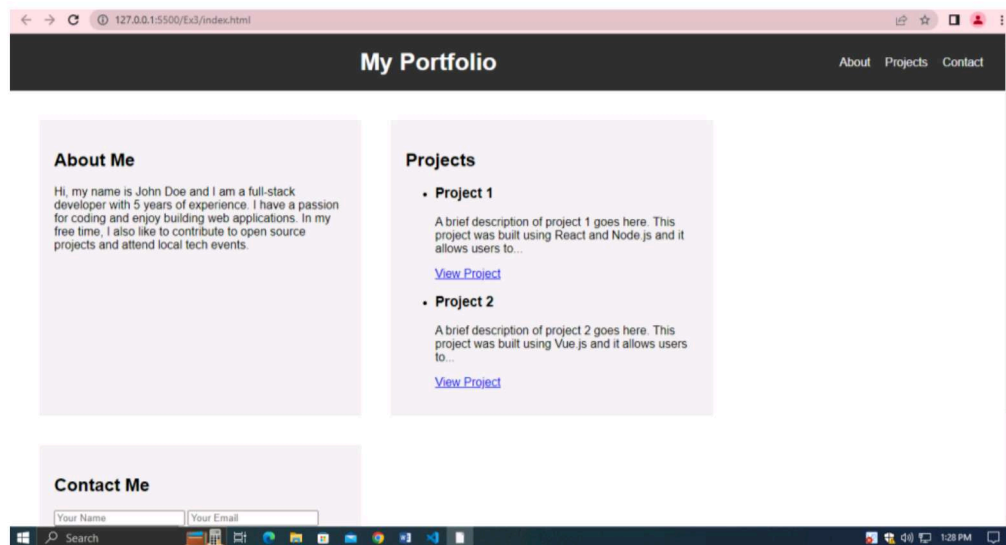 127.0.0.1:5500/Ex3/index.html
My Portfolio
About Projects Contact
About Me
Hi, my name is John Doe and I am a full-stack
developer with 5 years of experience. I have a passion
for coding and enjoy building web applications. In my
free time, I also like to contribute to open source
projects and attend local tech events.
Projects
Project 1
A brief description of project 1 goes here. This
project was built using React and Node.js and it
allows users to...
View Project
Project 2
A brief description of project 2 goes here. This
project was built using Vue.js and it allows users
to...
View Project
Contact Me
Your Name Your Email
Search
1:28 PM